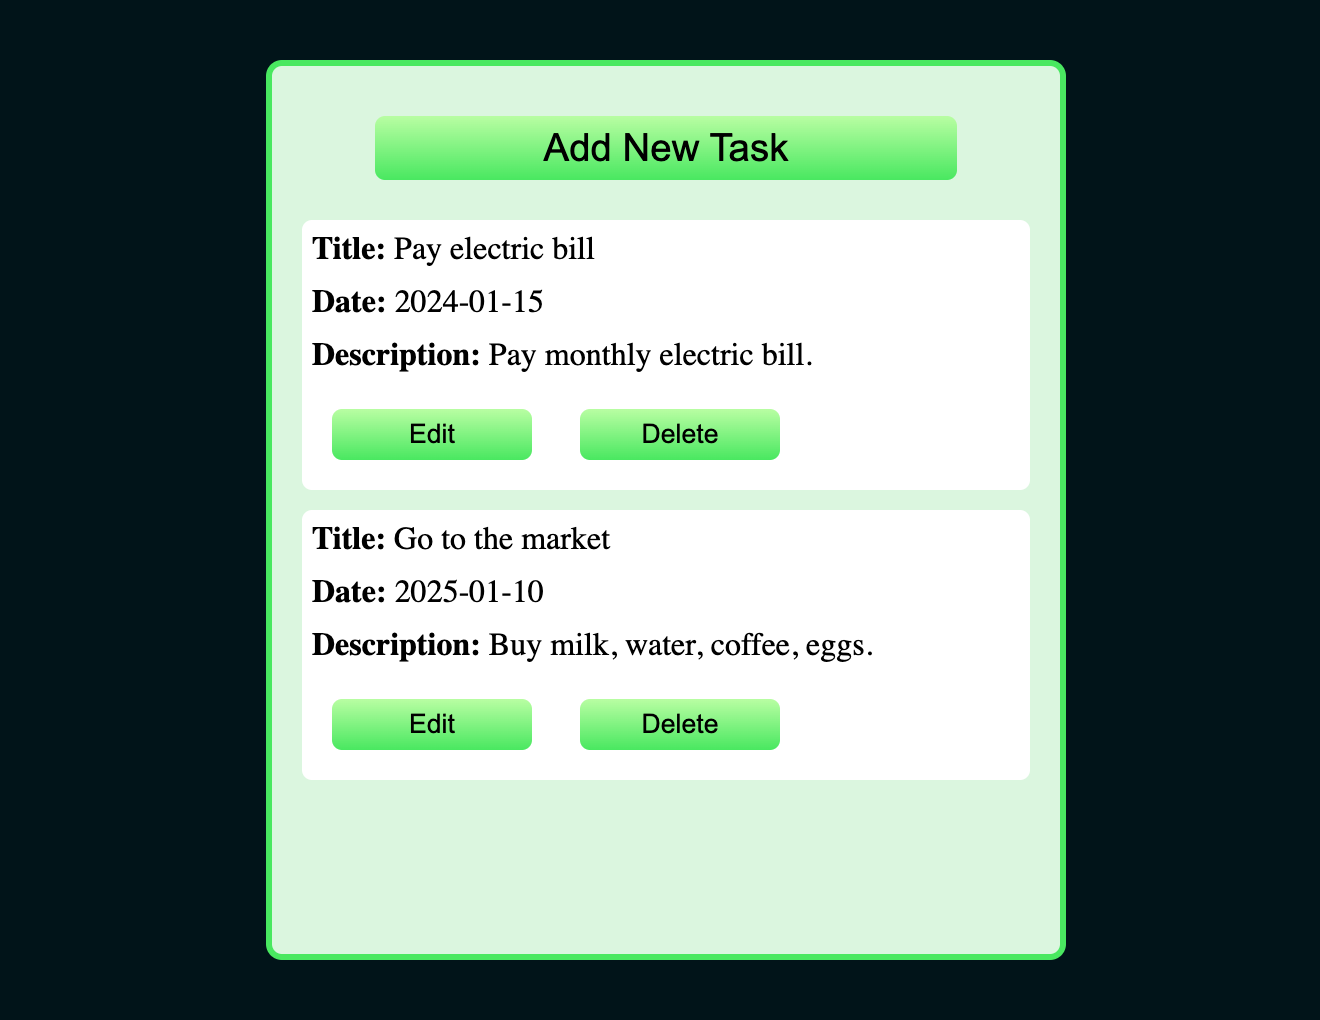 Add New Task
Title: Pay electric bill
Date: 2024-01-15
Description: Pay monthly electric bill.
Edit Delete
Title: Go to the market
Date: 2025-01-10
Description: Buy milk, water, coffee, eggs.
Edit Delete